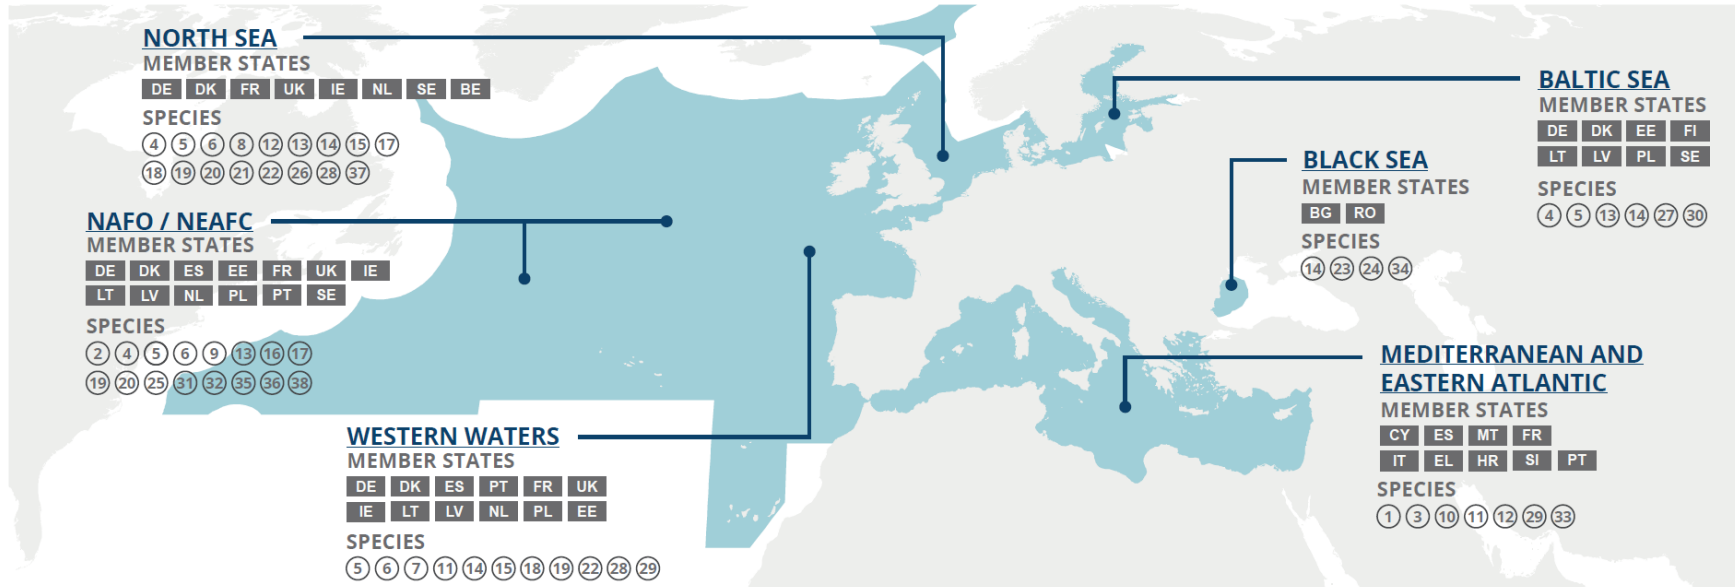 NORTH SEA
MEMBER STATES
DE DK FR UK IE NL SE BE
SPECIES
4 5 6 8 12 13 14 15 17
18 19 20 21 22 26 28 37
NAFO / NEAFC
MEMBER STATES
DE DK ES EE FR UK IE
LT LV NL PL PT SE
SPECIES
2 4 5 6 9 13 16 17
19 20 25 31 32 35 36 38
WESTERN WATERS
MEMBER STATES
DE DK ES PT FR UK
IE LT LV NL PL EE
SPECIES
5 6 7 11 14 15 18 19 22 28 29
BALTIC SEA
MEMBER STATES
DE DK EE FI
LT LV PL SE
SPECIES
4 5 13 14 27 30
BLACK SEA
MEMBER STATES
BG RO
SPECIES
14 23 24 34
MEDITERRANEAN AND
EASTERN ATLANTIC
MEMBER STATES
CY ES MT FR
IT EL HR SI PT
SPECIES
1 3 10 11 12 29 33